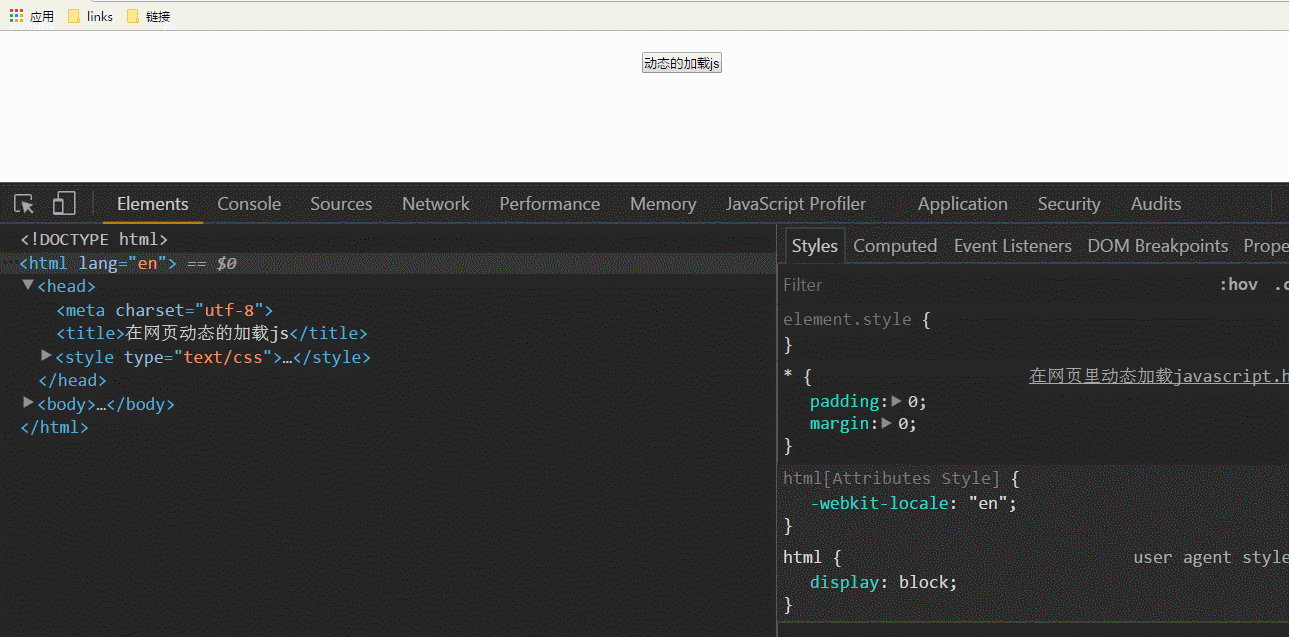 应用 links 链接
动态的加载js
Elements Console Sources Network Performance Memory JavaScript Profiler Application Security Audits
<!DOCTYPE html>
<html lang="en"> == $0
<head>
<meta charset="utf-8">
<title>在网页动态的加载js</title>
<style type="text/css">…</style>
</head>
<body>…</body>
</html>
Styles Computed Event Listeners DOM Breakpoints Prope
Filter :hov .c
element.style {
}
* { 在网页里动态加载javascript.h
padding: 0;
margin: 0;
}
html[Attributes Style] {
-webkit-locale: "en";
}
html { user agent style
display: block;
}